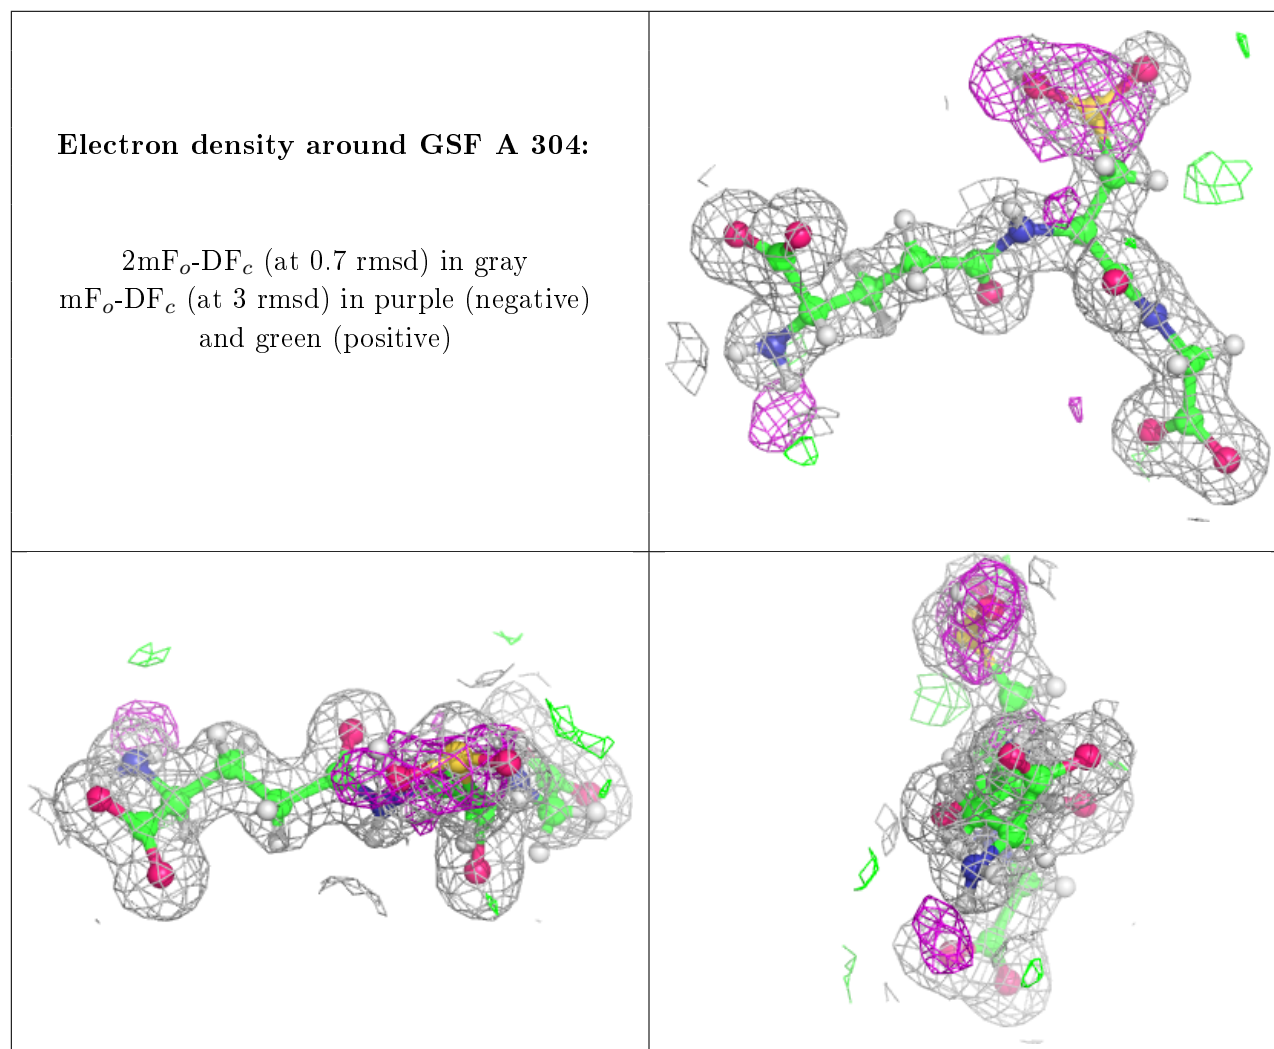 Electron density around GSF A 304:
2mFo-DFc (at 0.7 rmsd) in gray
mFo-DFc (at 3 rmsd) in purple (negative)
and green (positive)